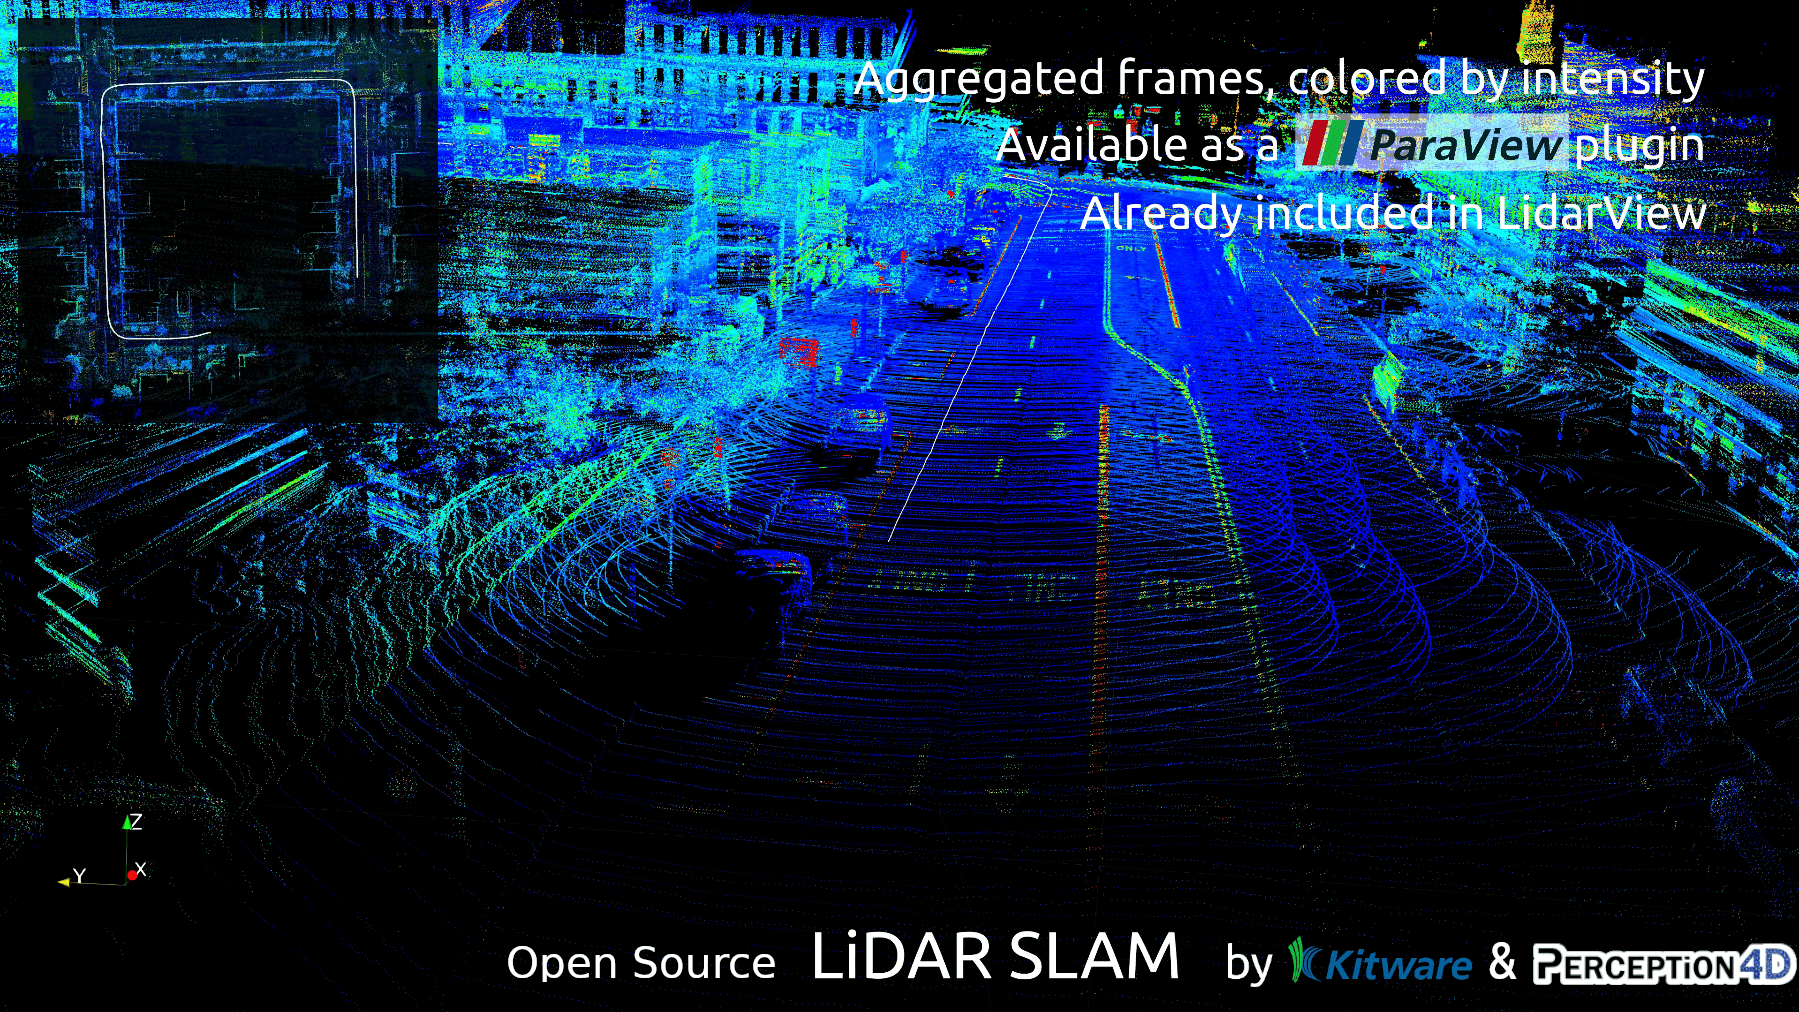 Aggregated frames, colored by intensity
Available as a ParaView plugin
Already included in LidarView
ONLY
Z
Y X
Open Source LiDAR SLAM by Kitware & PERCEPTiON4D